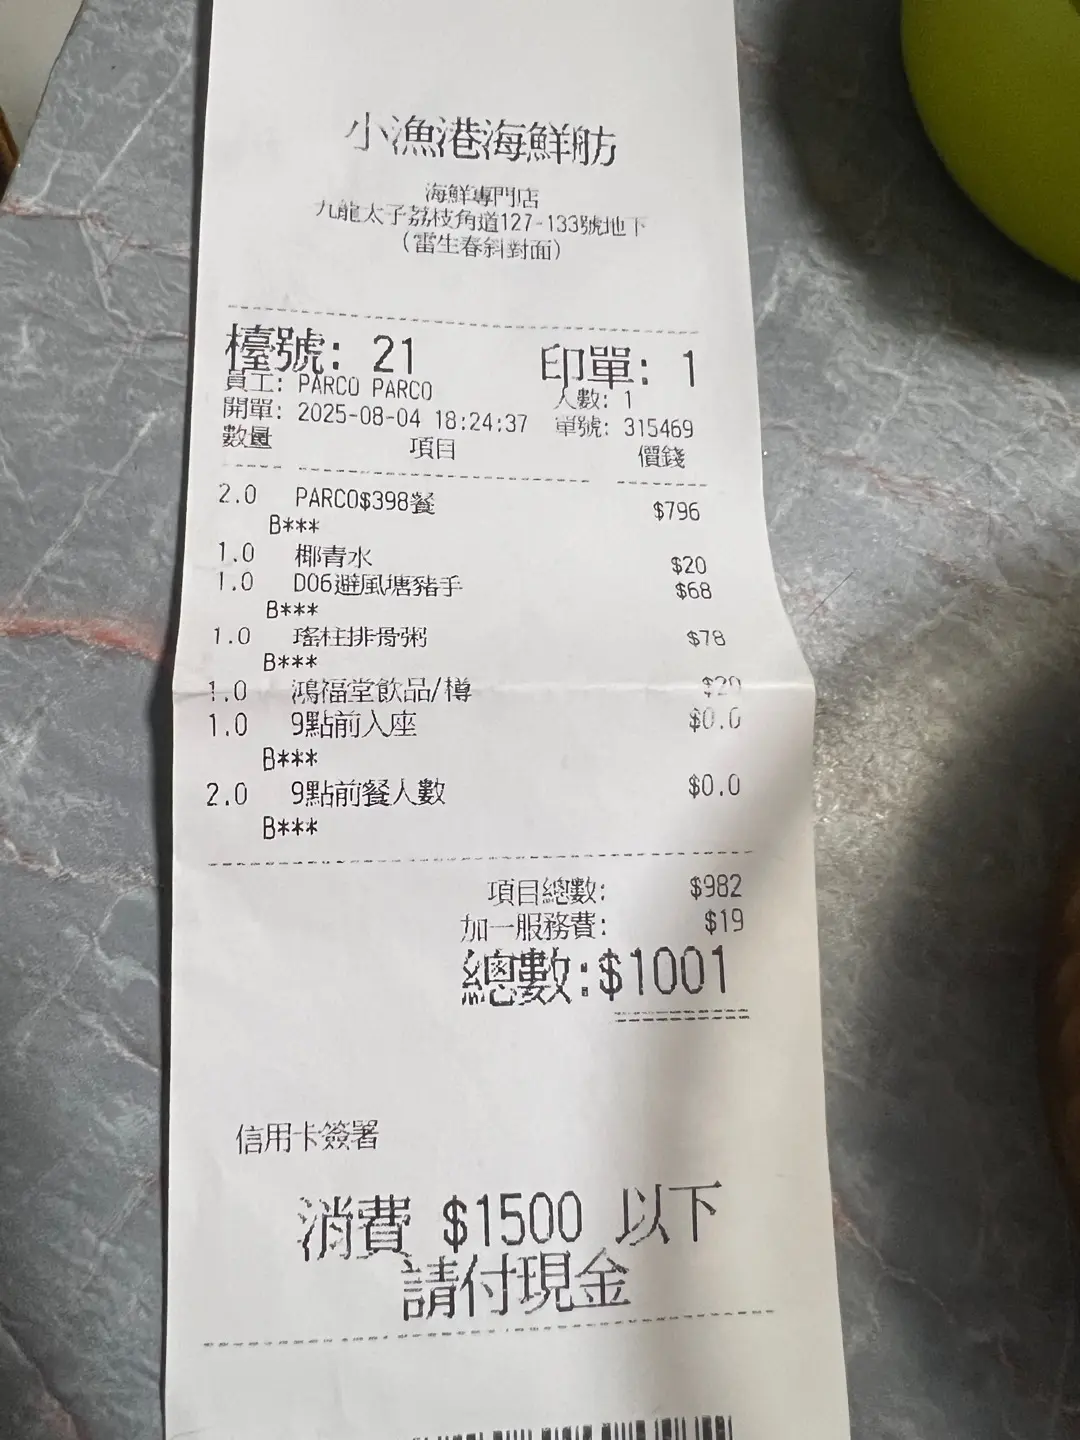 小漁港海鮮舫
海鮮專門店
九龍太子荔枝角道127-133號地下
(雷生春斜對面)
檯號: 21 印單: 1
員工: PARCO PARCO 人數: 1
開單: 2025-08-04 18:24:37 單號: 315469
數量 項目 價錢
2.0 PARCO$398餐 $796
B***
1.0 椰青水 $20
1.0 D06避風塘豬手 $68
B***
1.0 瑤柱排骨粥 $78
B***
1.0 鴻福堂飲品/樽 $20
1.0 9點前入座 $0.0
B***
2.0 9點前餐人數 $0.0
B***
項目總數: $982
加一服務費: $19
總數:$1001
信用卡簽署
消費 $1500 以下
請付現金